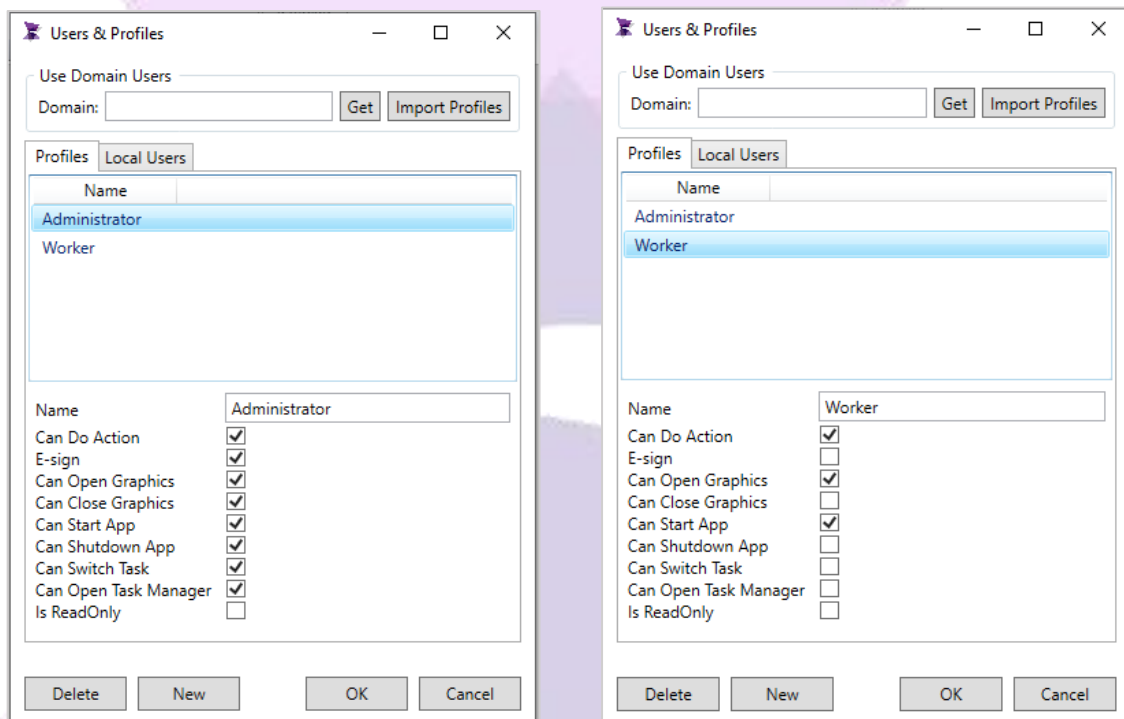 Users & Profiles
Use Domain Users
Domain: Get Import Profiles
Profiles Local Users
Name
Administrator
Worker
Name Administrator
Can Do Action
E-sign
Can Open Graphics
Can Close Graphics
Can Start App
Can Shutdown App
Can Switch Task
Can Open Task Manager
Is ReadOnly
Delete New OK Cancel
Users & Profiles
Use Domain Users
Domain: Get Import Profiles
Profiles Local Users
Name
Administrator
Worker
Name Worker
Can Do Action
E-sign
Can Open Graphics
Can Close Graphics
Can Start App
Can Shutdown App
Can Switch Task
Can Open Task Manager
Is ReadOnly
Delete New OK Cancel